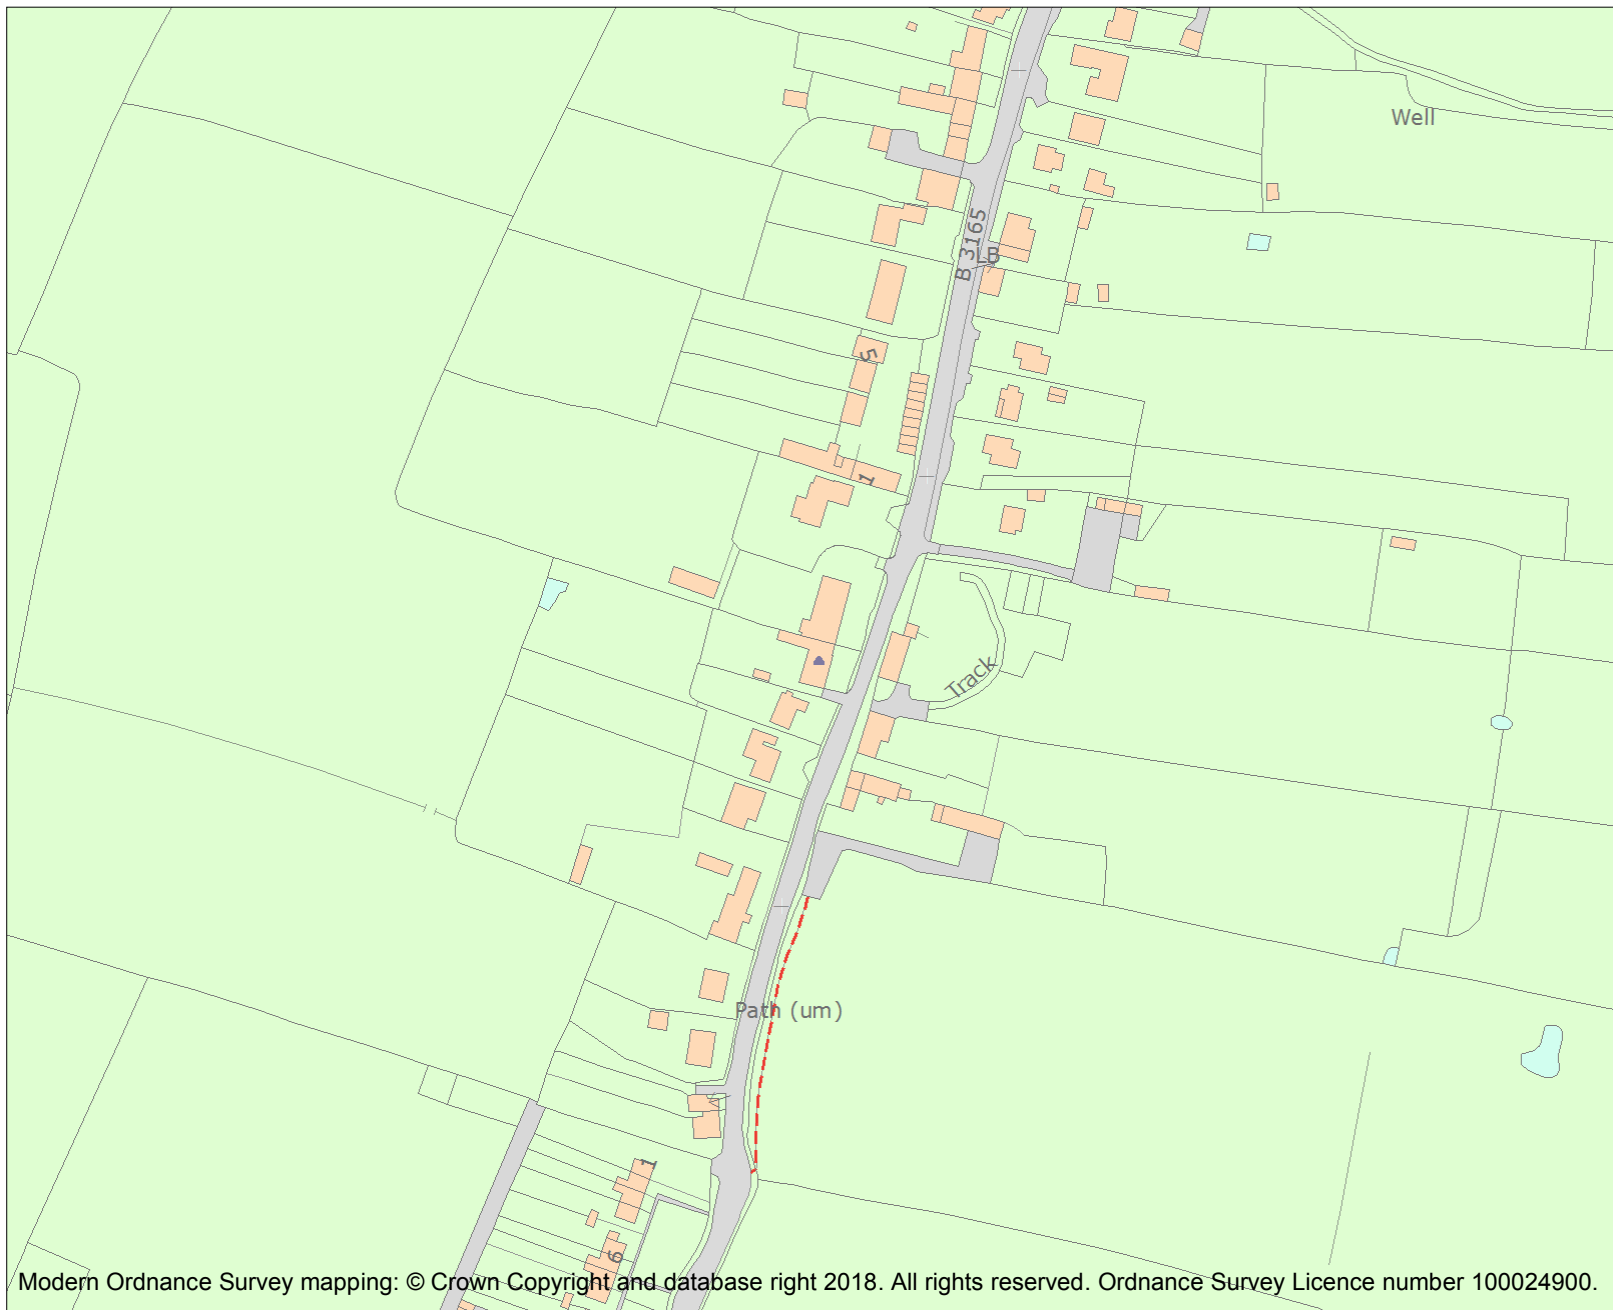 Well
B 3165
LB
5
1
Track
Path (um)
1
6
Modern Ordnance Survey mapping: © Crown Copyright and database right 2018. All rights reserved. Ordnance Survey Licence number 100024900.